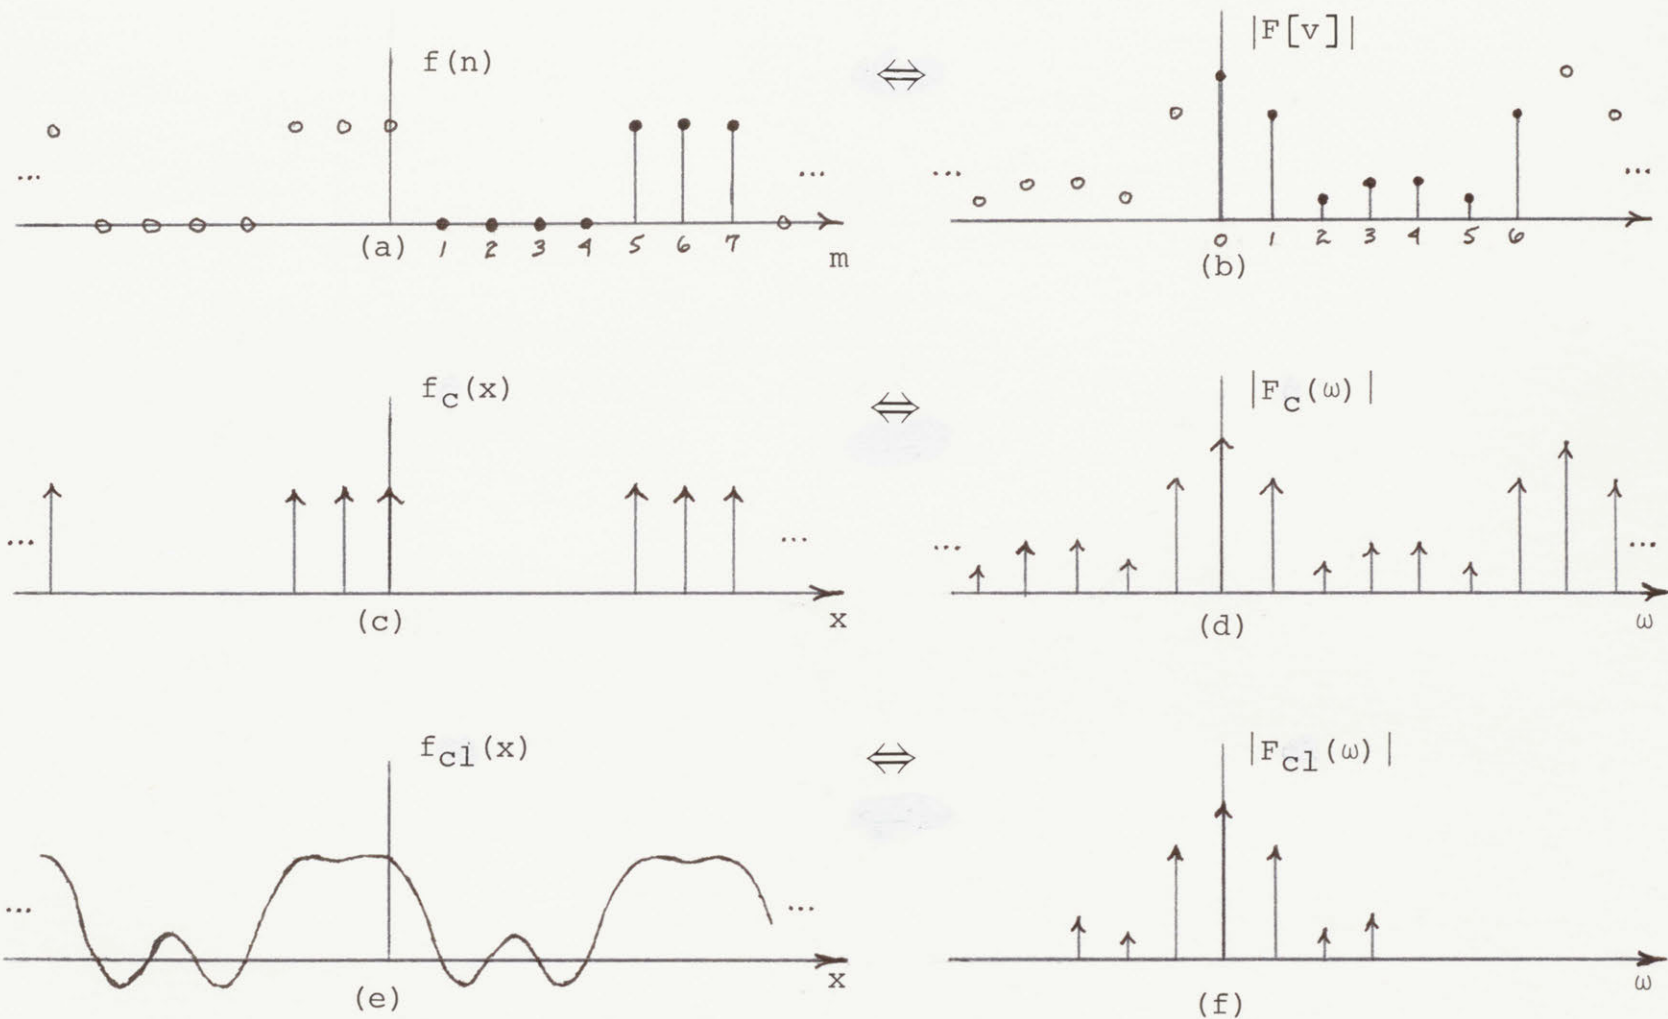 f(n) ⇔ |F[v]|
... ... ... ...
(a) 1 2 3 4 5 6 7 m
0 1 2 3 4 5 6
(b)
f_c(x) ⇔ |F_c(ω)|
... ... ... ...
(c) x (d) ω
f_cl(x) ⇔ |F_cl(ω)|
... ...
(e) x (f) ω